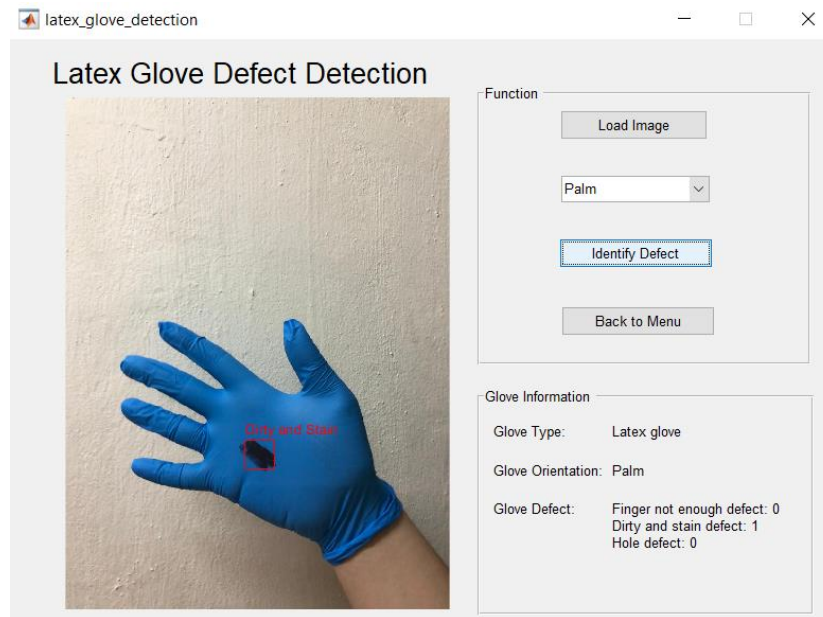 latex_glove_detection
Latex Glove Defect Detection
Dirty and Stain
Function
Load Image
Palm
Identify Defect
Back to Menu
Glove Information
Glove Type: Latex glove
Glove Orientation: Palm
Glove Defect: Finger not enough defect: 0
Dirty and stain defect: 1
Hole defect: 0